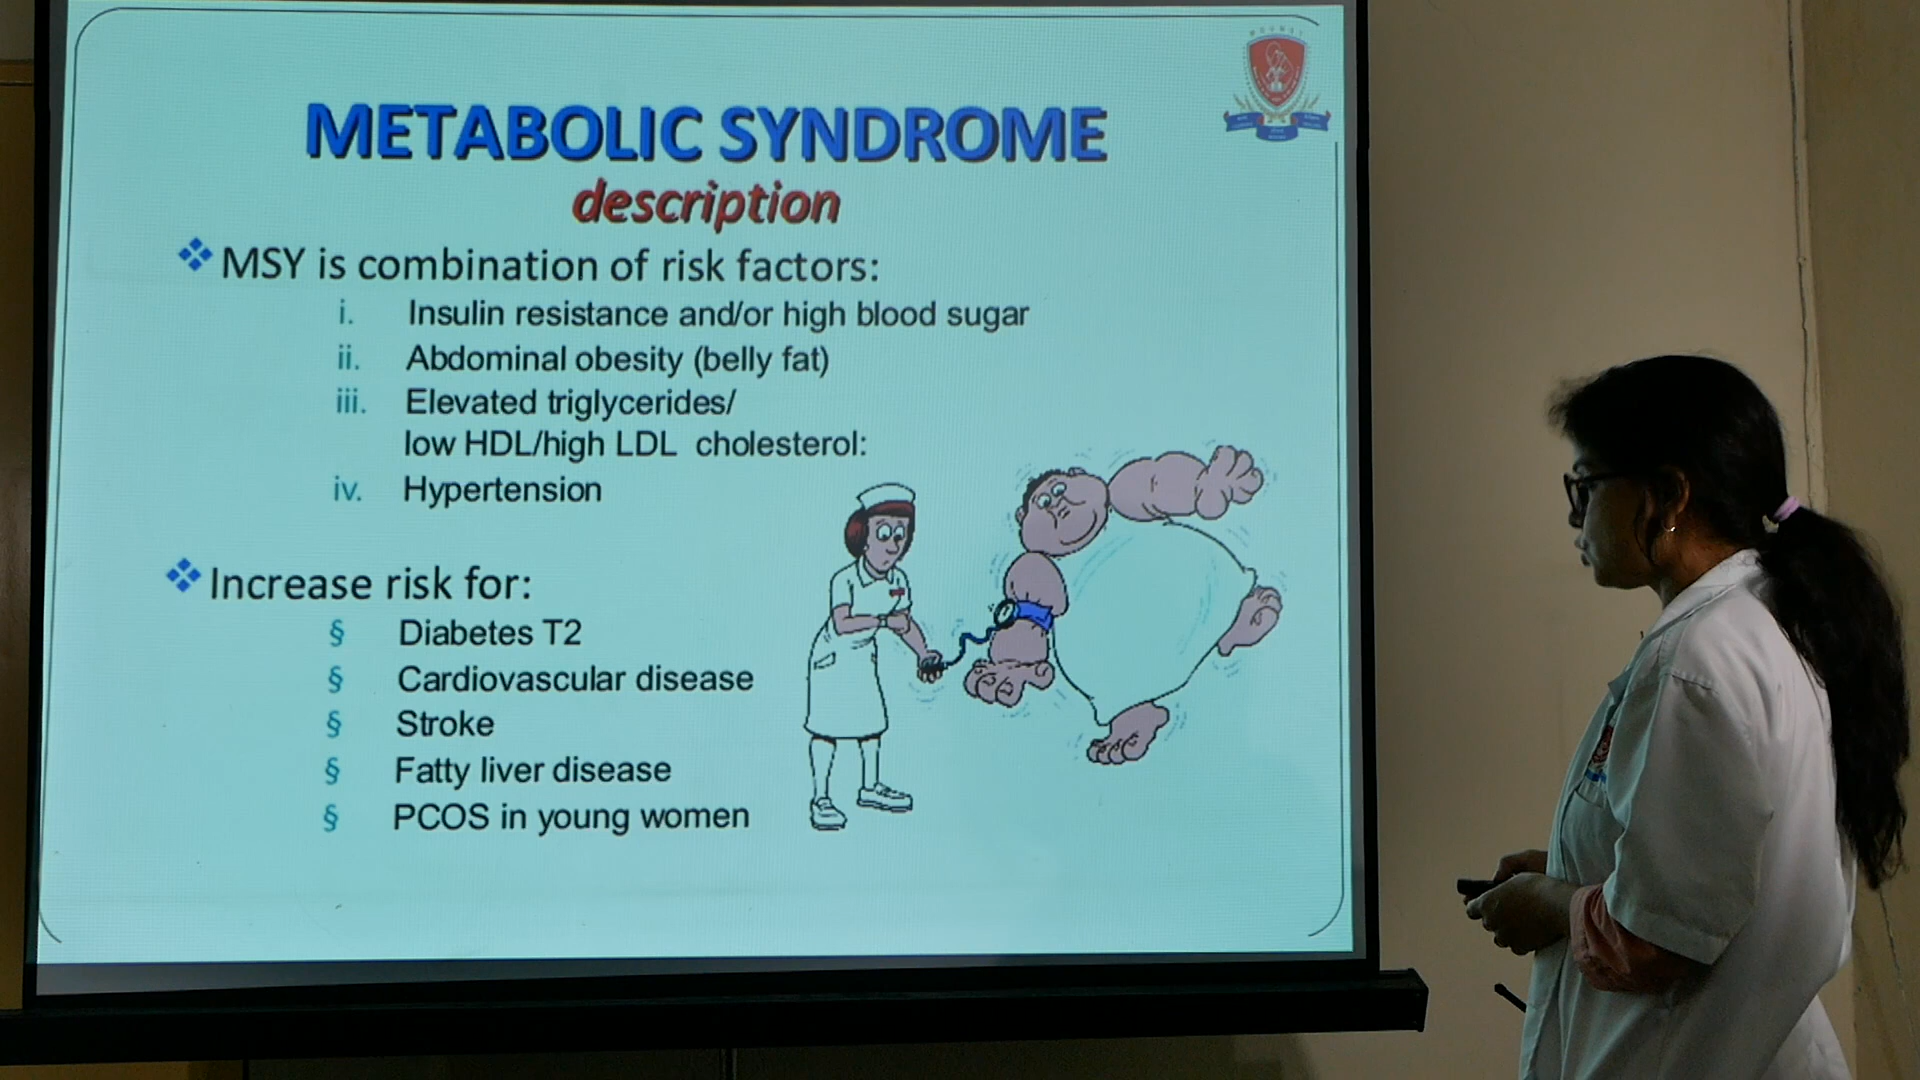 METABOLIC SYNDROME
description
❖ MSY is combination of risk factors:
i. Insulin resistance and/or high blood sugar
ii. Abdominal obesity (belly fat)
iii. Elevated triglycerides/
low HDL/high LDL cholesterol:
iv. Hypertension
❖ Increase risk for:
§ Diabetes T2
§ Cardiovascular disease
§ Stroke
§ Fatty liver disease
§ PCOS in young women